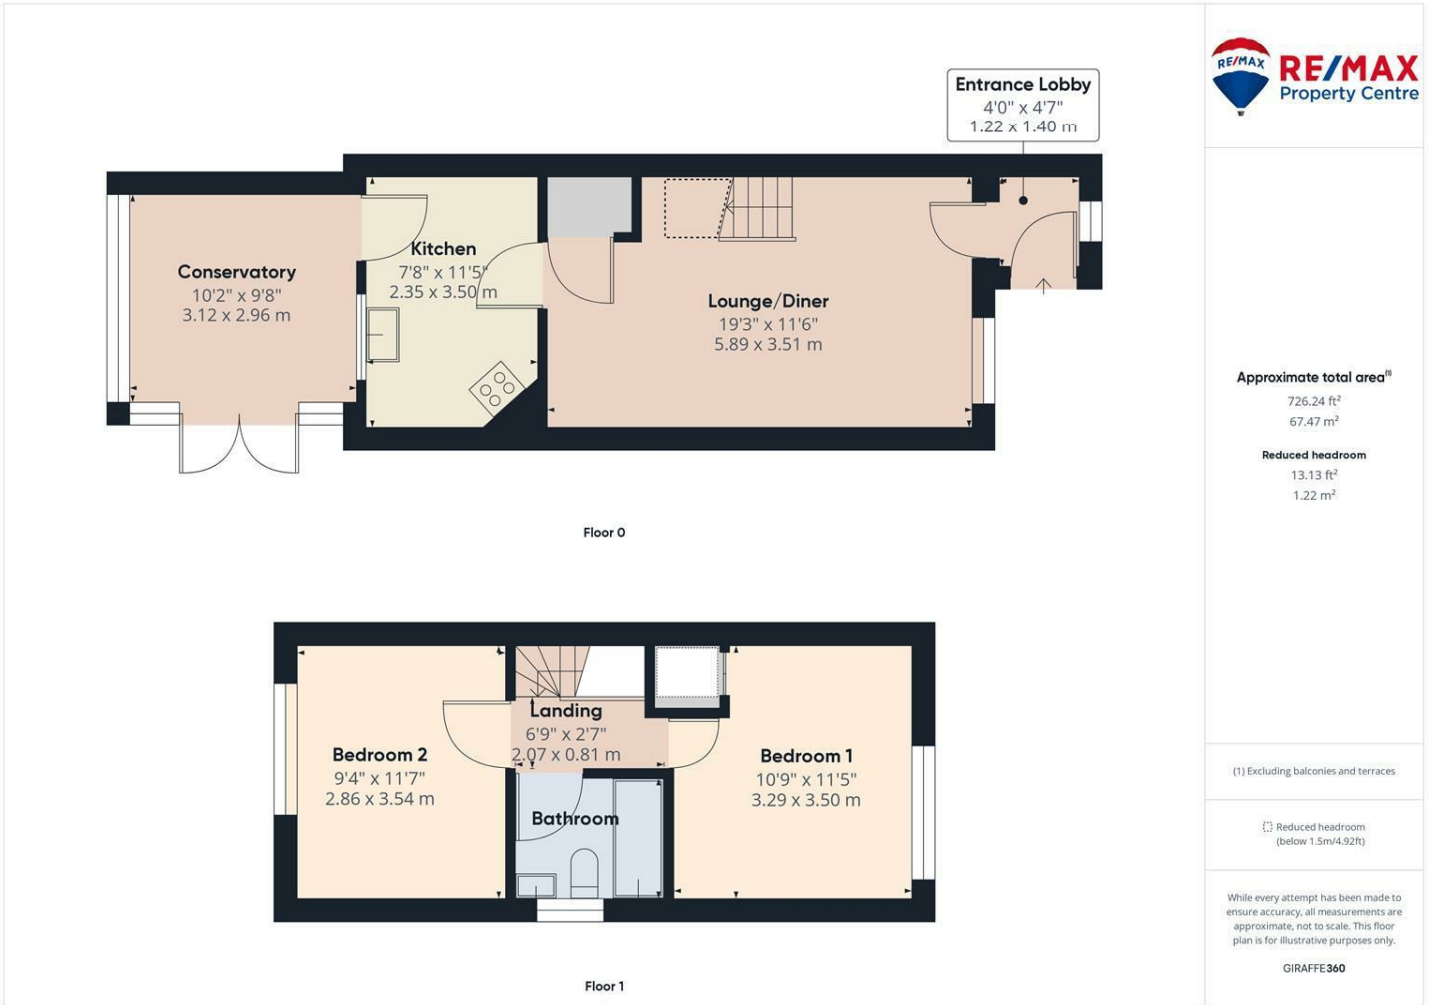 Entrance Lobby
4'0" x 4'7"
1.22 x 1.40 m
Conservatory
10'2" x 9'8"
3.12 x 2.96 m
Kitchen
7'8" x 11'5"
2.35 x 3.50 m
Lounge/Diner
19'3" x 11'6"
5.89 x 3.51 m
Floor 0
Bedroom 2
9'4" x 11'7"
2.86 x 3.54 m
Landing
6'9" x 2'7"
2.07 x 0.81 m
Bathroom
Bedroom 1
10'9" x 11'5"
3.29 x 3.50 m
Floor 1
RE/MAX
RE/MAX
Property Centre
Approximate total area(1)
726.24 ft²
67.47 m²
Reduced headroom
13.13 ft²
1.22 m²
(1) Excluding balconies and terraces
Reduced headroom
(below 1.5m/4.92ft)
While every attempt has been made to
ensure accuracy, all measurements are
approximate, not to scale. This floor
plan is for illustrative purposes only.
GIRAFFE360